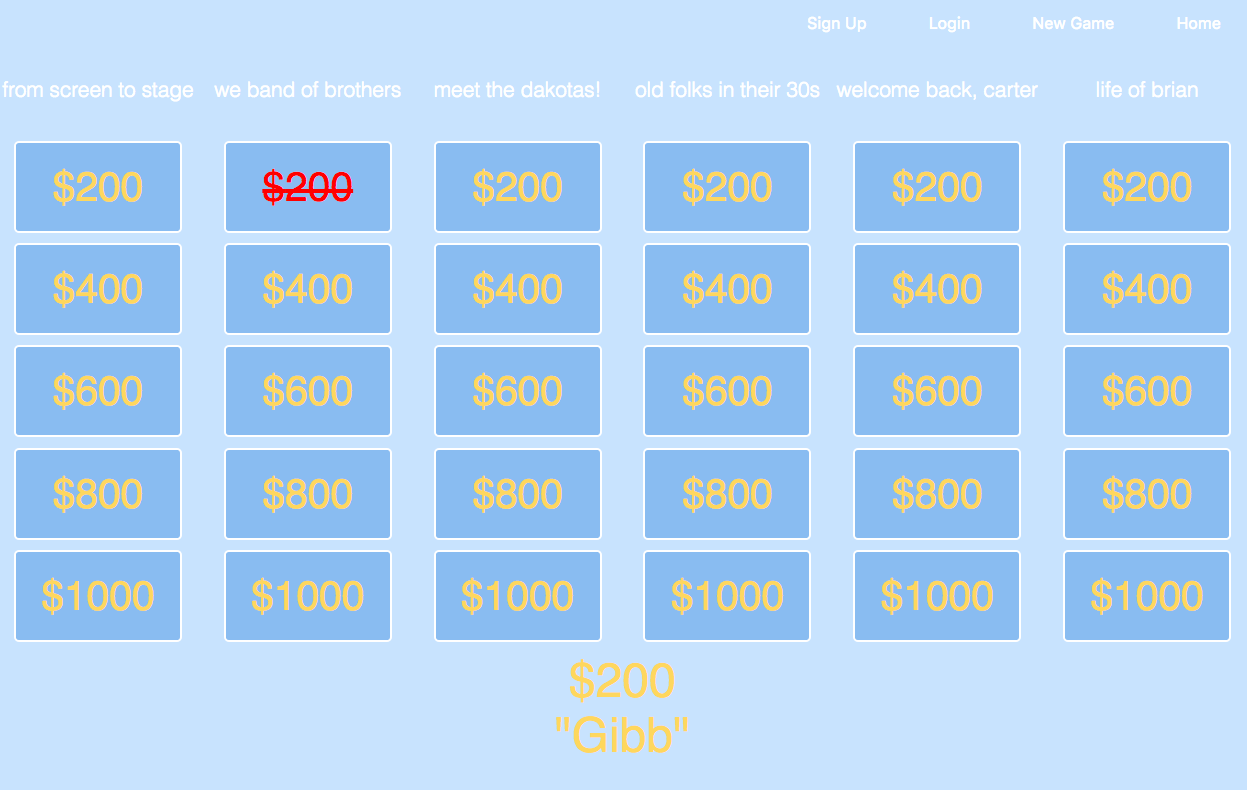 Sign Up Login New Game Home
from screen to stage we band of brothers meet the dakotas! old folks in their 30s welcome back, carter life of brian
$200 $200 $200 $200 $200 $200
$400 $400 $400 $400 $400 $400
$600 $600 $600 $600 $600 $600
$800 $800 $800 $800 $800 $800
$1000 $1000 $1000 $1000 $1000 $1000
$200
"Gibb"